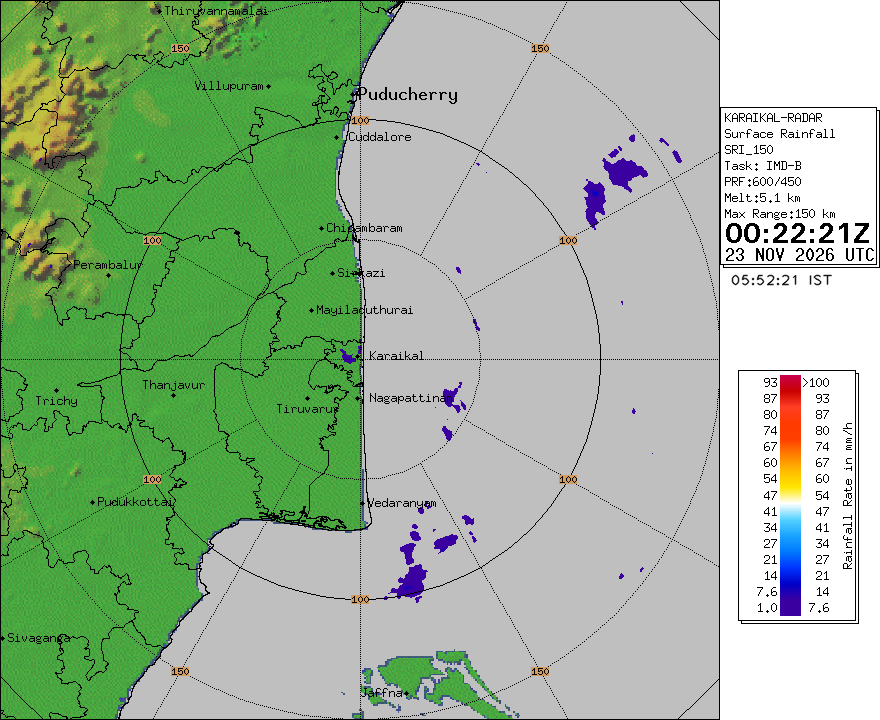 Thiruvannamalai
150
150
Villupuram
Puducherry
100
Cuddalore
KARAIKAL-RADAR
Surface Rainfall
SRI_150
Task: IMD-B
PRF:600/450
Melt:5.1 km
Max Range:150 km
00:22:21Z
23 NOV 2026 UTC
05:52:21 IST
Chidambaram
100
100
Perambalur
Sirkazi
Mayiladuthurai
Karaikal
Thanjavur
Trichy
Tiruvarur
Nagapattinam
93 >100
87 93
80 87
74 80
67 74
60 67
54 60
47 54
41 47
34 41
27 34
21 27
14 21
7.6 14
1.0 7.6
Rainfall Rate in mm/h
100
100
Pudukkottai
Vedaranyam
100
Sivaganga
150
150
Jaffna